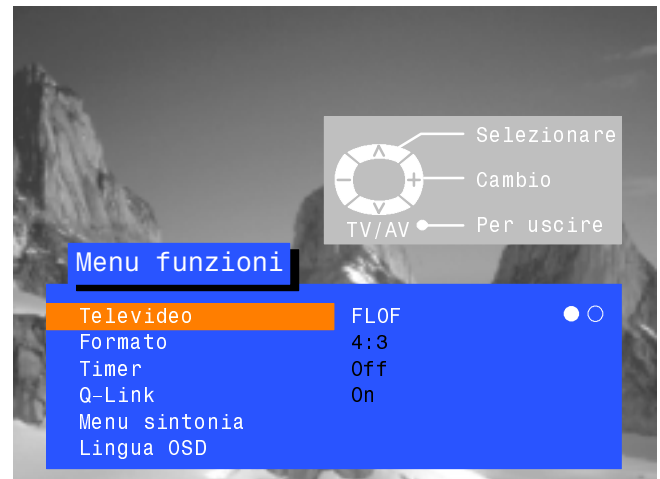 Selezionare
Cambio
TV/AV Per uscire
Menu funzioni
Televideo FLOF
Formato 4:3
Timer Off
Q-Link On
Menu sintonia
Lingua OSD